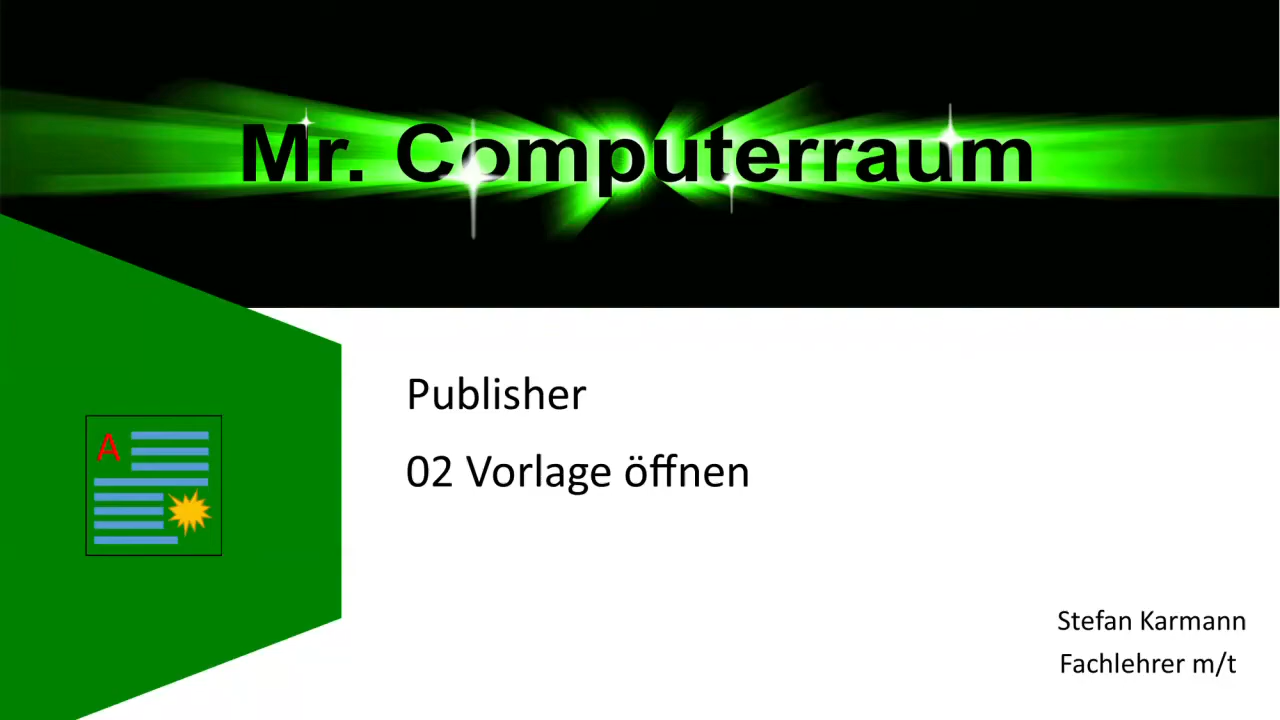 Mr. Computerraum
Publisher
02 Vorlage öffnen
A
Stefan Karmann
Fachlehrer m/t